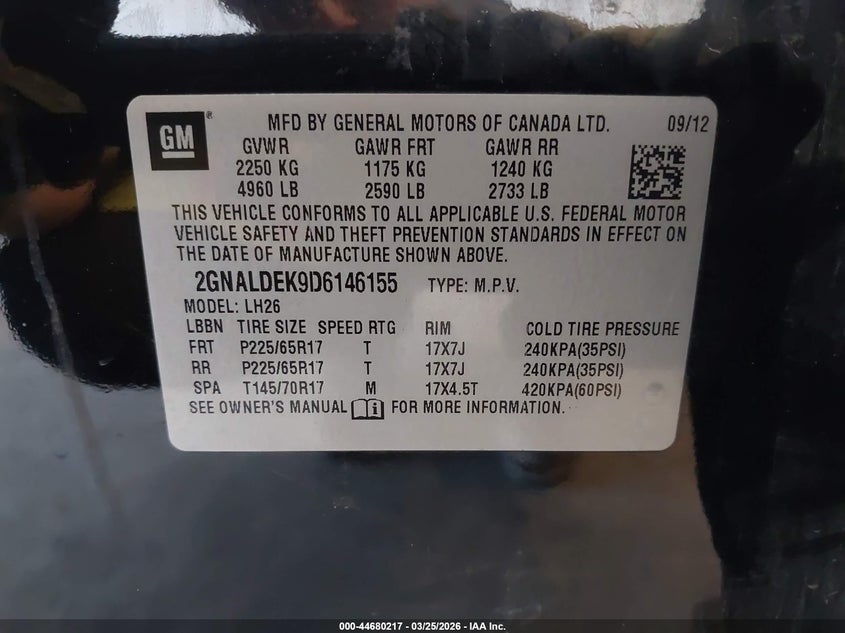 GM® MFD BY GENERAL MOTORS OF CANADA LTD. 09/12
GVWR GAWR FRT GAWR RR
2250 KG 1175 KG 1240 KG
4960 LB 2590 LB 2733 LB
THIS VEHICLE CONFORMS TO ALL APPLICABLE U.S. FEDERAL MOTOR
VEHICLE SAFETY AND THEFT PREVENTION STANDARDS IN EFFECT ON
THE DATE OF MANUFACTURE SHOWN ABOVE.
2GNALDEK9D6146155 TYPE: M.P.V.
MODEL: LH26
LBBN TIRE SIZE SPEED RTG RIM COLD TIRE PRESSURE
FRT P225/65R17 T 17X7J 240KPA(35PSI)
RR P225/65R17 T 17X7J 240KPA(35PSI)
SPA T145/70R17 M 17X4.5T 420KPA(60PSI)
SEE OWNER'S MANUAL i FOR MORE INFORMATION.
000-44680217 - 03/25/2026 - IAA Inc.